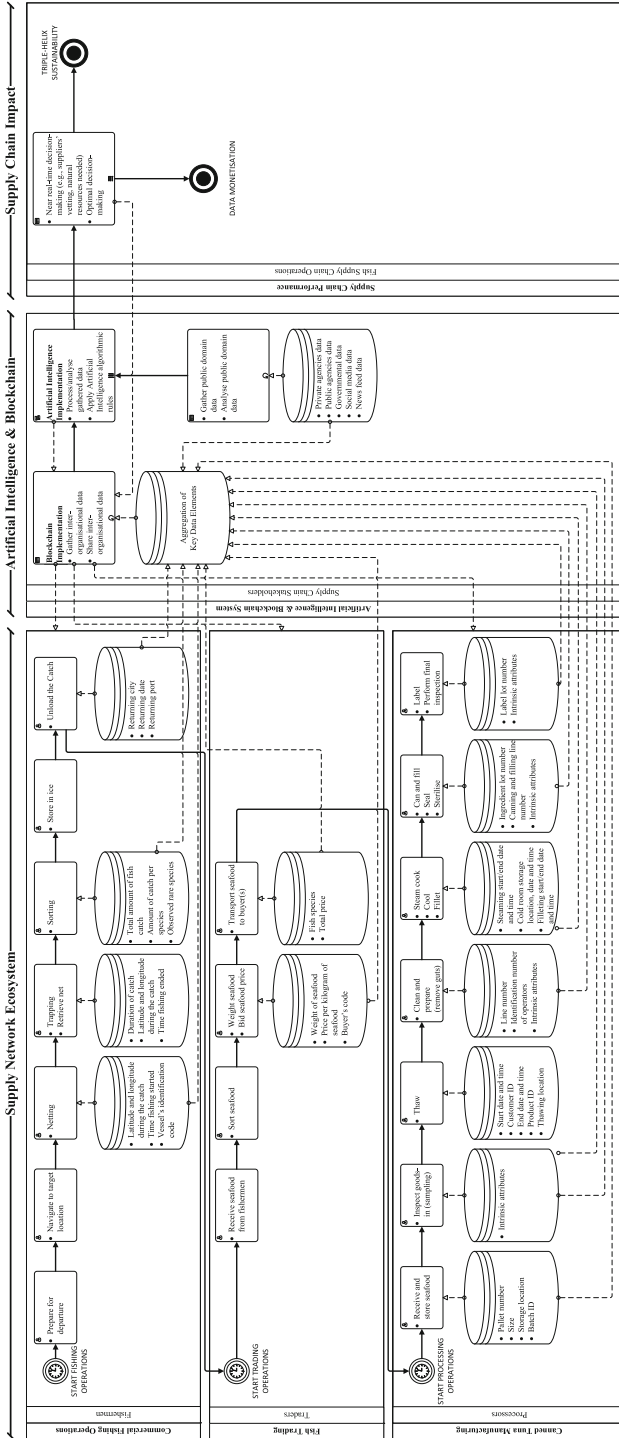 Supply Network Ecosystem
Artificial Intelligence & Blockchain
Supply Chain Impact
Commercial Fishing Operations
Fishermen
START FISHING
OPERATIONS
• Prepare for
departure
• Navigate to target
location
• Netting
• Trapping
• Retrieve net
• Sorting
• Store in ice
• Unload the Catch
• Latitude and longitude
during the catch
• Time fishing started
• Vessel's identification
code
• Duration of catch
• Latitude and longitude
during the catch
• Time fishing ended
• Total amount of fish
catch
• Amount of catch per
species
• Observed rare species
• Returning city
• Returning date
• Returning port
Fish Trading
Traders
START TRADING
OPERATIONS
• Receive seafood
from fishermen
• Sort seafood
• Weight seafood
• Bid seafood price
• Transport seafood
to buyer(s)
• Weight of seafood
• Price per kilogram of
seafood
• Buyer's code
• Fish species
• Total price
Canned Tuna Manufacturing
Processors
START PROCESSING
OPERATIONS
• Receive and
store seafood
• Inspect goods-
in (sampling)
• Thaw
• Clean and
prepare
(remove guts)
• Steam cook
• Cool
• Fillet
• Can and fill
• Seal
• Sterilise
• Label
• Perform final
inspection
• Pallet number
• Size
• Storage location
• Batch ID
• Intrinsic attributes
• Start date and time
• Customer ID
• End date and time
• Product ID
• Thawing location
• Line number
• Identification number
of operators
• Intrinsic attributes
• Steaming start/end date
and time
• Cold room storage
location, date and time
• Filleting start/end date
and time
• Ingredient lot number
• Canning and filling line
number
• Intrinsic attributes
• Label lot number
• Intrinsic attributes
Artificial Intelligence & Blockchain System
Supply Chain Stakeholders
Blockchain
Implementation
• Gather inter-
organisational data
• Share inter-
organisational data
Artificial Intelligence
Implementation
• Process/analyse
gathered data
• Apply Artificial
Intelligence algorithmic
rules
Aggregation of
Key Data Elements
• Gather public domain
data
• Analyse public domain
data
• Private agencies data
• Public agencies data
• Governmental data
• Social media data
• News feed data
Supply Chain Performance
Fish Supply Chain Operations
• Near real-time decision-
making (e.g., suppliers'
vetting, natural
resources needed)
• Optimal decision-
making
TRIPLE-HELIX
SUSTAINABILITY
DATA MONETISATION